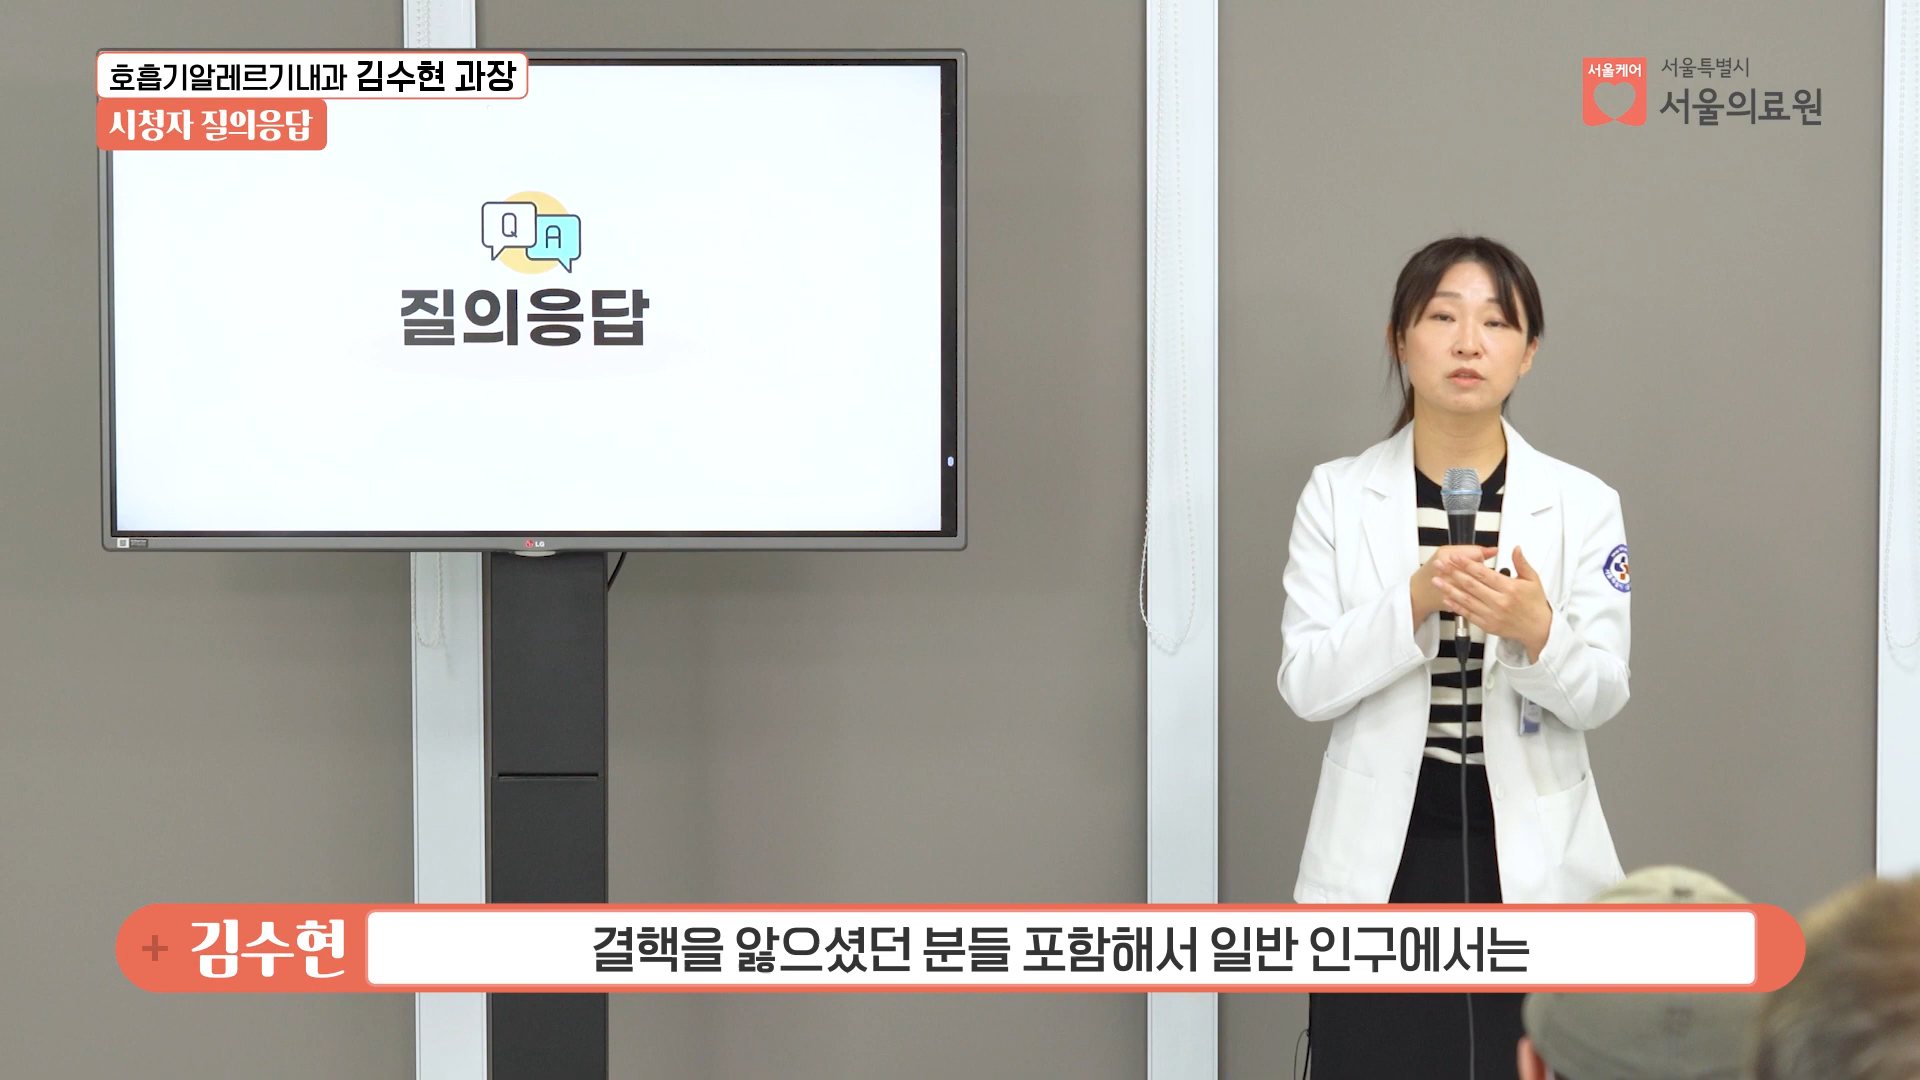 호흡기알레르기내과 김수현 과장
시청자 질의응답
서울케어
서울특별시
서울의료원
Q A
질의응답
LG
김수현
결핵을 앓으셨던 분들 포함해서 일반 인구에서는